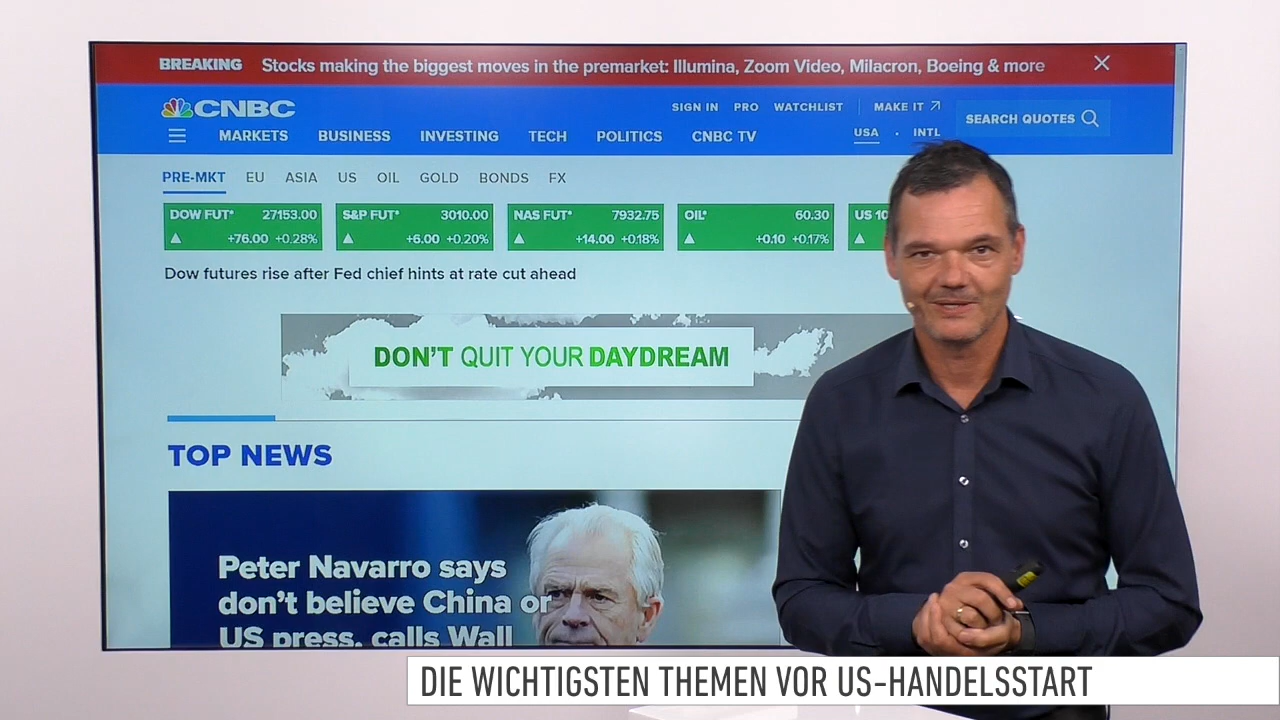 BREAKING Stocks making the biggest moves in the premarket: Illumina, Zoom Video, Milacron, Boeing & more
CNBC
SIGN IN PRO WATCHLIST MAKE IT
SEARCH QUOTES
MARKETS BUSINESS INVESTING TECH POLITICS CNBC TV
USA · INTL
PRE-MKT EU ASIA US OIL GOLD BONDS FX
DOW FUT* 27153.00
+76.00 +0.28%
S&P FUT* 3010.00
+6.00 +0.20%
NAS FUT* 7932.75
+14.00 +0.18%
OIL* 60.30
+0.10 +0.17%
US 10
Dow futures rise after Fed chief hints at rate cut ahead
DON'T QUIT YOUR DAYDREAM
TOP NEWS
Peter Navarro says
don't believe China or
US press, calls Wall
DIE WICHTIGSTEN THEMEN VOR US-HANDELSSTART